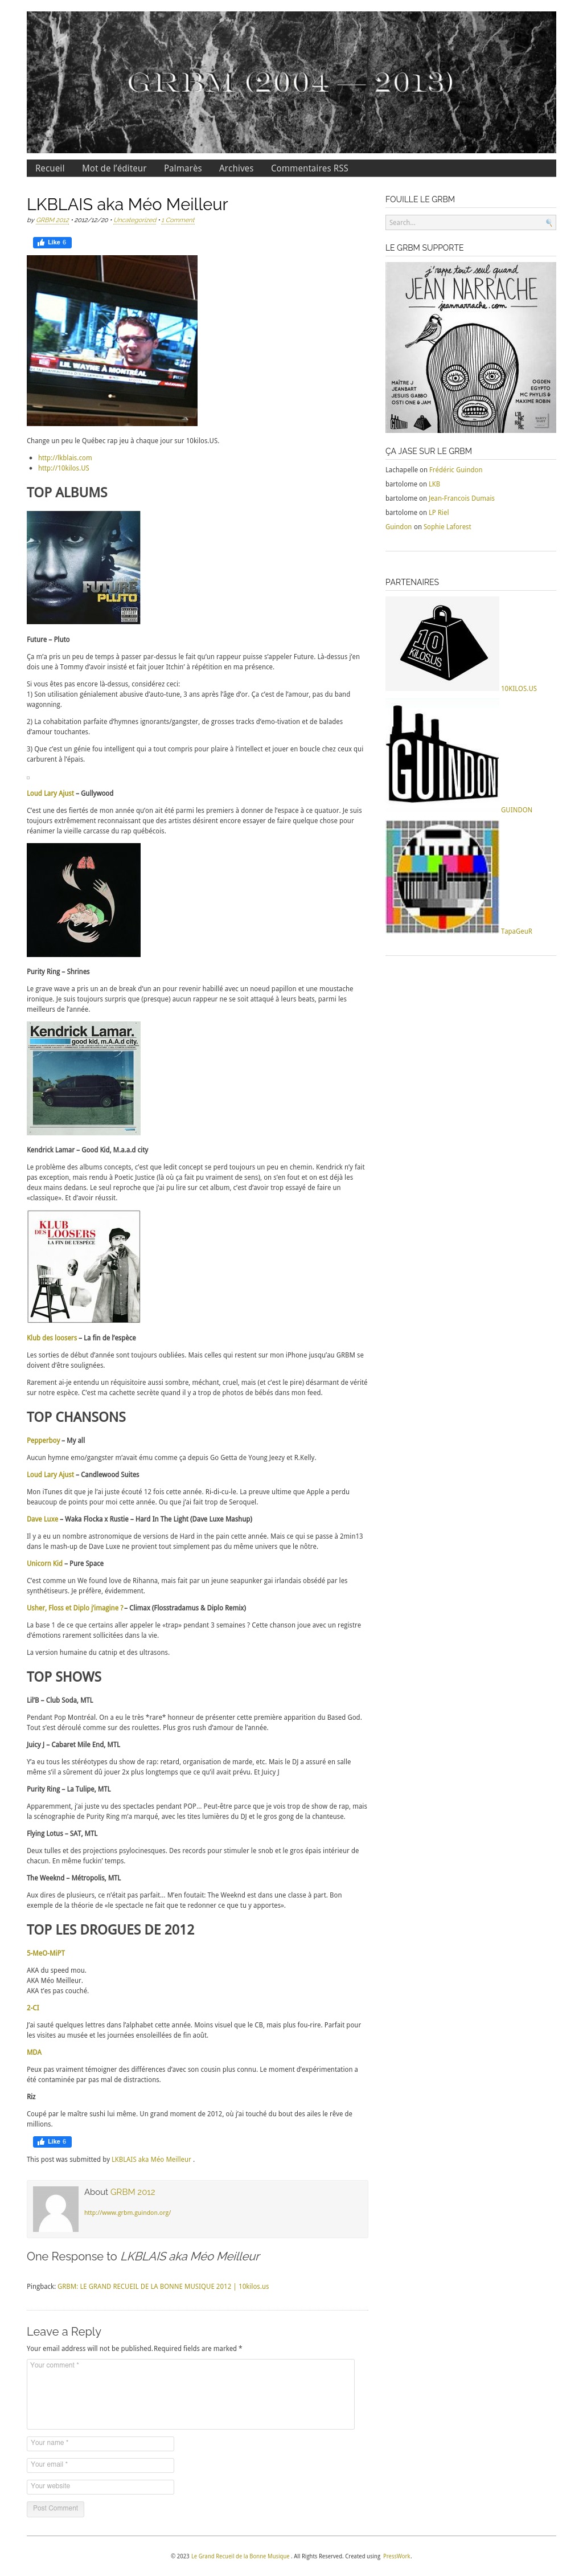 GRBM (2004 — 2013)
Recueil Mot de l'éditeur Palmarès Archives Commentaires RSS
LKBLAIS aka Méo Meilleur
by GRBM 2012 • 2012/12/20 • Uncategorized • 1 Comment
Like 6
LIL WAYNE À MONTRÉAL
Change un peu le Québec rap jeu à chaque jour sur 10kilos.US.
http://lkblais.com
http://10kilos.US
TOP ALBUMS
FUTURE
PLUTO
Future – Pluto
Ça m'a pris un peu de temps à passer par-dessus le fait qu'un rappeur puisse s'appeler Future. Là-dessus j'en
dois une à Tommy d'avoir insisté et fait jouer Itchin' à répétition en ma présence.
Si vous êtes pas encore là-dessus, considérez ceci:
1) Son utilisation génialement abusive d'auto-tune, 3 ans après l'âge d'or. Ça c'est de l'amour, pas du band
wagonning.
2) La cohabitation parfaite d'hymnes ignorants/gangster, de grosses tracks d'emo-tivation et de balades
d'amour touchantes.
3) Que c'est un génie fou intelligent qui a tout compris pour plaire à l'intellect et jouer en boucle chez ceux qui
carburent à l'épais.
Loud Lary Ajust – Gullywood
C'est une des fiertés de mon année qu'on ait été parmi les premiers à donner de l'espace à ce quatuor. Je suis
toujours extrêmement reconnaissant que des artistes désirent encore essayer de faire quelque chose pour
réanimer la vieille carcasse du rap québécois.
Purity Ring – Shrines
Le grave wave a pris un an de break d'un an pour revenir habillé avec un noeud papillon et une moustache
ironique. Je suis toujours surpris que (presque) aucun rappeur ne se soit attaqué à leurs beats, parmi les
meilleurs de l'année.
Kendrick Lamar.
good kid, m.A.A.d city.
Kendrick Lamar – Good Kid, M.a.a.d city
Le problème des albums concepts, c'est que ledit concept se perd toujours un peu en chemin. Kendrick n'y fait
pas exception, mais rendu à Poetic Justice (là où ça fait pu vraiment de sens), on s'en fout et on est déjà les
deux mains dedans. Le seul reproche que j'ai pu lire sur cet album, c'est d'avoir trop essayé de faire un
«classique». Et d'avoir réussit.
KLUB
DES LOOSERS
LA FIN DE L'ESPÈCE
Klub des loosers – La fin de l'espèce
Les sorties de début d'année sont toujours oubliées. Mais celles qui restent sur mon iPhone jusqu'au GRBM se
doivent d'être soulignées.
Rarement ai-je entendu un réquisitoire aussi sombre, méchant, cruel, mais (et c'est le pire) désarmant de vérité
sur notre espèce. C'est ma cachette secrète quand il y a trop de photos de bébés dans mon feed.
TOP CHANSONS
Pepperboy – My all
Aucun hymne emo/gangster m'avait ému comme ça depuis Go Getta de Young Jeezy et R.Kelly.
Loud Lary Ajust – Candlewood Suites
Mon iTunes dit que je l'ai juste écouté 12 fois cette année. Ri-di-cu-le. La preuve ultime que Apple a perdu
beaucoup de points pour moi cette année. Ou que j'ai fait trop de Seroquel.
Dave Luxe – Waka Flocka x Rustie – Hard In The Light (Dave Luxe Mashup)
Il y a eu un nombre astronomique de versions de Hard in the pain cette année. Mais ce qui se passe à 2min13
dans le mash-up de Dave Luxe ne provient tout simplement pas du même univers que le nôtre.
Unicorn Kid – Pure Space
C'est comme un We found love de Rihanna, mais fait par un jeune seapunker gai irlandais obsédé par les
synthétiseurs. Je préfère, évidemment.
Usher, Floss et Diplo j'imagine ? – Climax (Flosstradamus & Diplo Remix)
La base 1 de ce que certains aller appeler le «trap» pendant 3 semaines ? Cette chanson joue avec un registre
d'émotions rarement sollicitées dans la vie.
La version humaine du catnip et des ultrasons.
TOP SHOWS
Lil'B – Club Soda, MTL
Pendant Pop Montréal. On a eu le très *rare* honneur de présenter cette première apparition du Based God.
Tout s'est déroulé comme sur des roulettes. Plus gros rush d'amour de l'année.
Juicy J – Cabaret Mile End, MTL
Y'a eu tous les stéréotypes du show de rap: retard, organisation de marde, etc. Mais le DJ a assuré en salle
même s'il a sûrement dû jouer 2x plus longtemps que ce qu'il avait prévu. Et Juicy J
Purity Ring – La Tulipe, MTL
Apparemment, j'ai juste vu des spectacles pendant POP… Peut-être parce que je vois trop de show de rap, mais
la scénographie de Purity Ring m'a marqué, avec les tites lumières du DJ et le gros gong de la chanteuse.
Flying Lotus – SAT, MTL
Deux tulles et des projections psylocinesques. Des records pour stimuler le snob et le gros épais intérieur de
chacun. En même fuckin' temps.
The Weeknd – Métropolis, MTL
Aux dires de plusieurs, ce n'était pas parfait… M'en foutait: The Weeknd est dans une classe à part. Bon
exemple de la théorie de «le spectacle ne fait que te redonner ce que tu y apportes».
TOP LES DROGUES DE 2012
5-MeO-MiPT
AKA du speed mou.
AKA Méo Meilleur.
AKA t'es pas couché.
2-CI
J'ai sauté quelques lettres dans l'alphabet cette année. Moins visuel que le CB, mais plus fou-rire. Parfait pour
les visites au musée et les journées ensoleillées de fin août.
MDA
Peux pas vraiment témoigner des différences d'avec son cousin plus connu. Le moment d'expérimentation a
été contaminée par pas mal de distractions.
Riz
Coupé par le maître sushi lui même. Un grand moment de 2012, où j'ai touché du bout des ailes le rêve de
millions.
Like 6
This post was submitted by LKBLAIS aka Méo Meilleur .
About GRBM 2012
http://www.grbm.guindon.org/
One Response to LKBLAIS aka Méo Meilleur
Pingback: GRBM: LE GRAND RECUEIL DE LA BONNE MUSIQUE 2012 | 10kilos.us
Leave a Reply
Your email address will not be published.Required fields are marked *
Your comment *
Your name *
Your email *
Your website
Post Comment
FOUILLE LE GRBM
Search...
LE GRBM SUPPORTE
j'rappe tout seul quand
JEAN NARRACHE
jeannarrache.com
MAÎTRE J
JEANBART
JESUS GABBO
OSTI ONE & JAM
OGDEN
EGYPTO
MC PHYLIS &
MAXIME ROBIN
ÇA JASE SUR LE GRBM
Lachapelle on Frédéric Guindon
bartolome on LKB
bartolome on Jean-Francois Dumais
bartolome on LP Riel
Guindon on Sophie Laforest
PARTENAIRES
10
KILOS.US
10KILOS.US
GUINDON
GUINDON
TapaGeuR
© 2023 Le Grand Recueil de la Bonne Musique . All Rights Reserved. Created using PressWork.